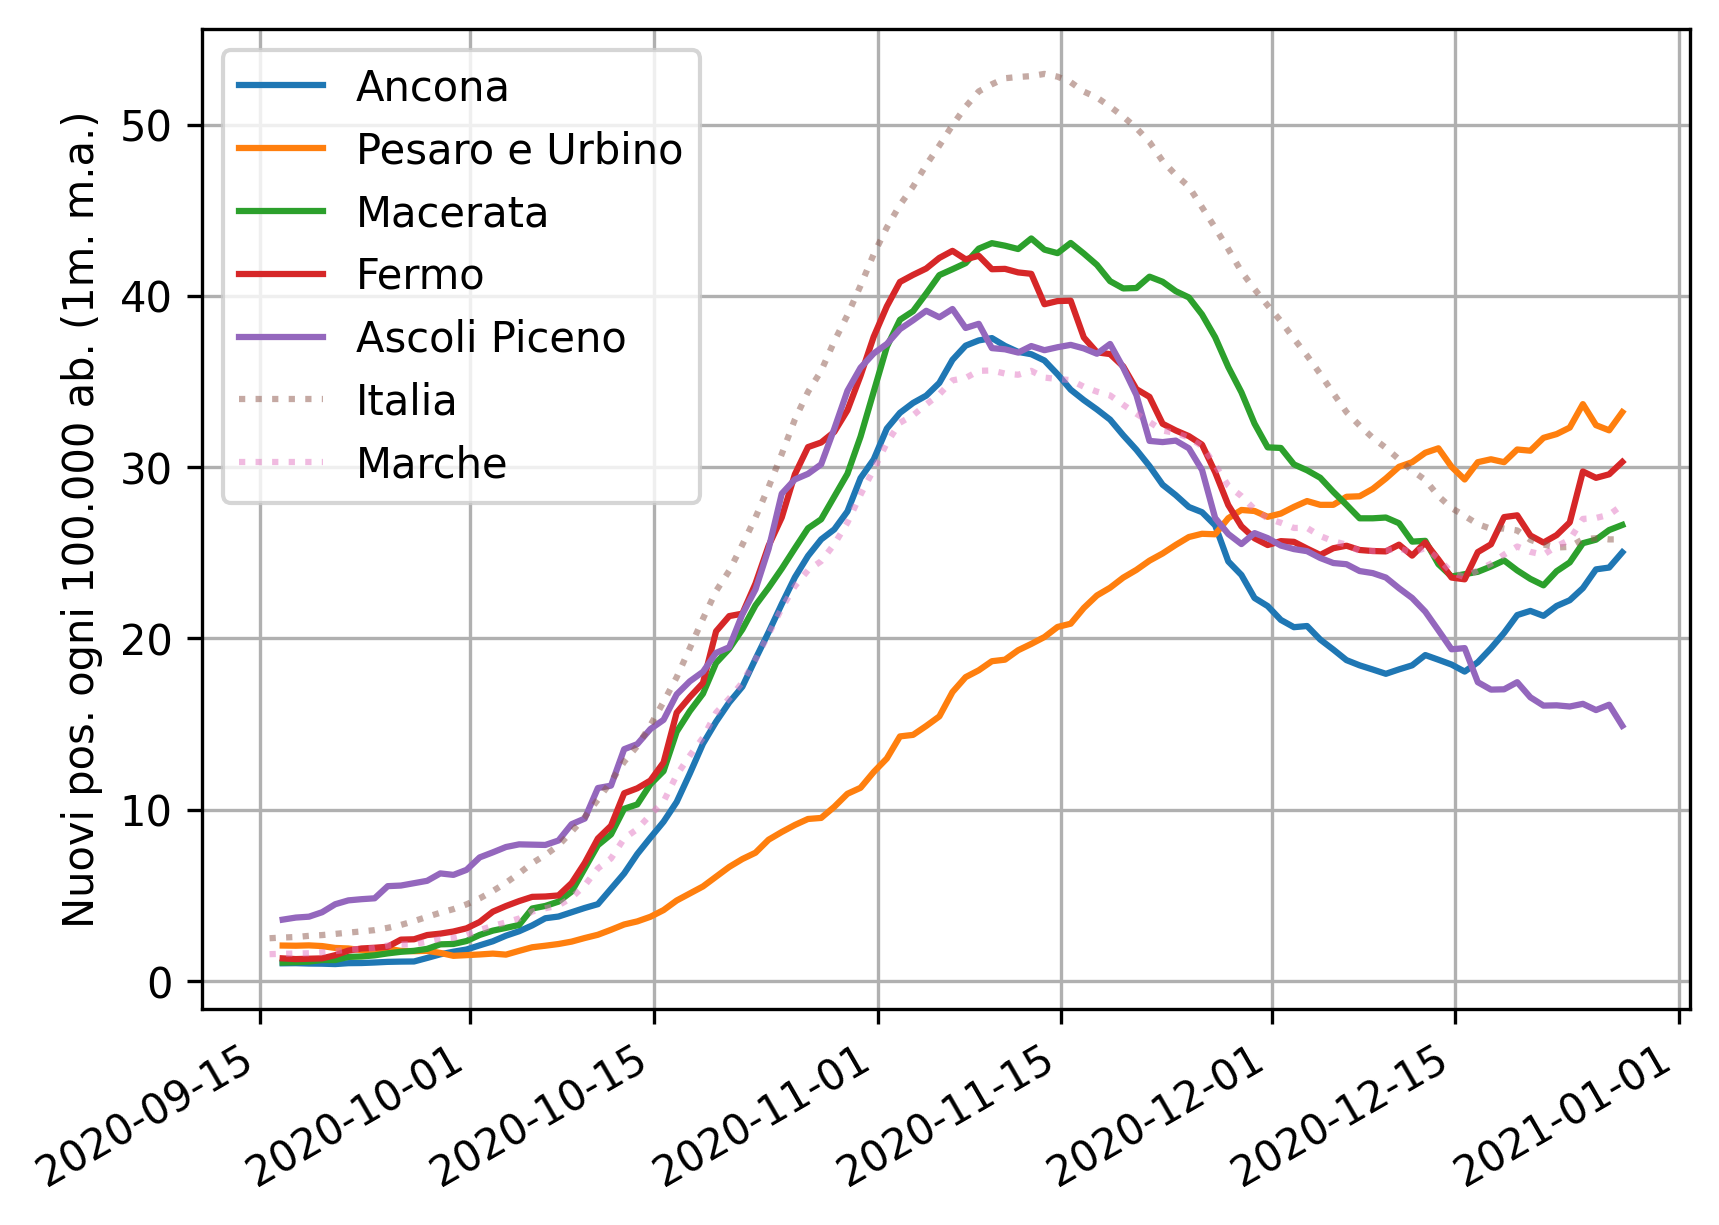 Nuovi pos. ogni 100.000 ab. (1m. m.a.)
50
40
30
20
10
0
Ancona
Pesaro e Urbino
Macerata
Fermo
Ascoli Piceno
Italia
Marche
2020-09-15
2020-10-01
2020-10-15
2020-11-01
2020-11-15
2020-12-01
2020-12-15
2021-01-01